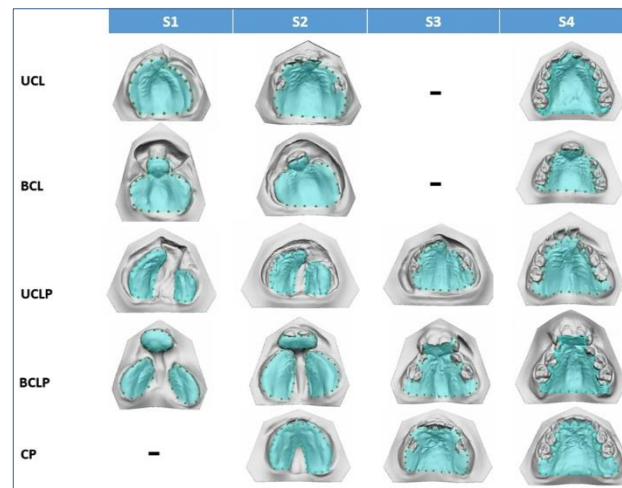 S1 S2 S3 S4
UCL -
BCL -
UCLP
BCLP
CP -